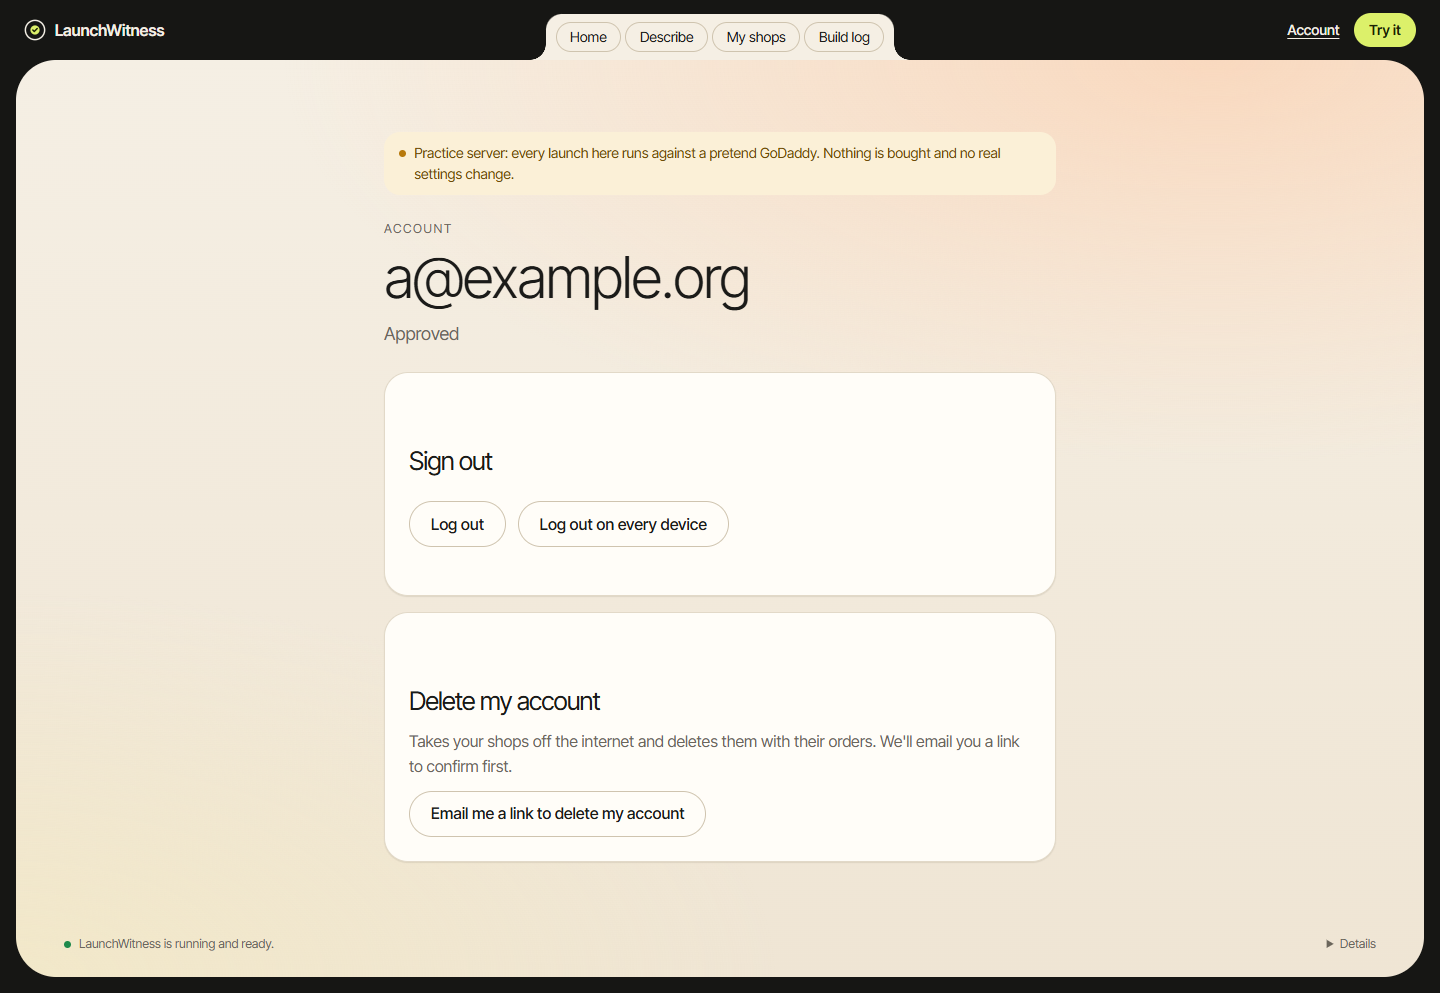 LaunchWitness
Home
Describe
My shops
Build log
Account
Try it
Practice server: every launch here runs against a pretend GoDaddy. Nothing is bought and no real
settings change.
ACCOUNT
a@example.org
Approved
Sign out
Log out
Log out on every device
Delete my account
Takes your shops off the internet and deletes them with their orders. We'll email you a link
to confirm first.
Email me a link to delete my account
LaunchWitness is running and ready.
Details